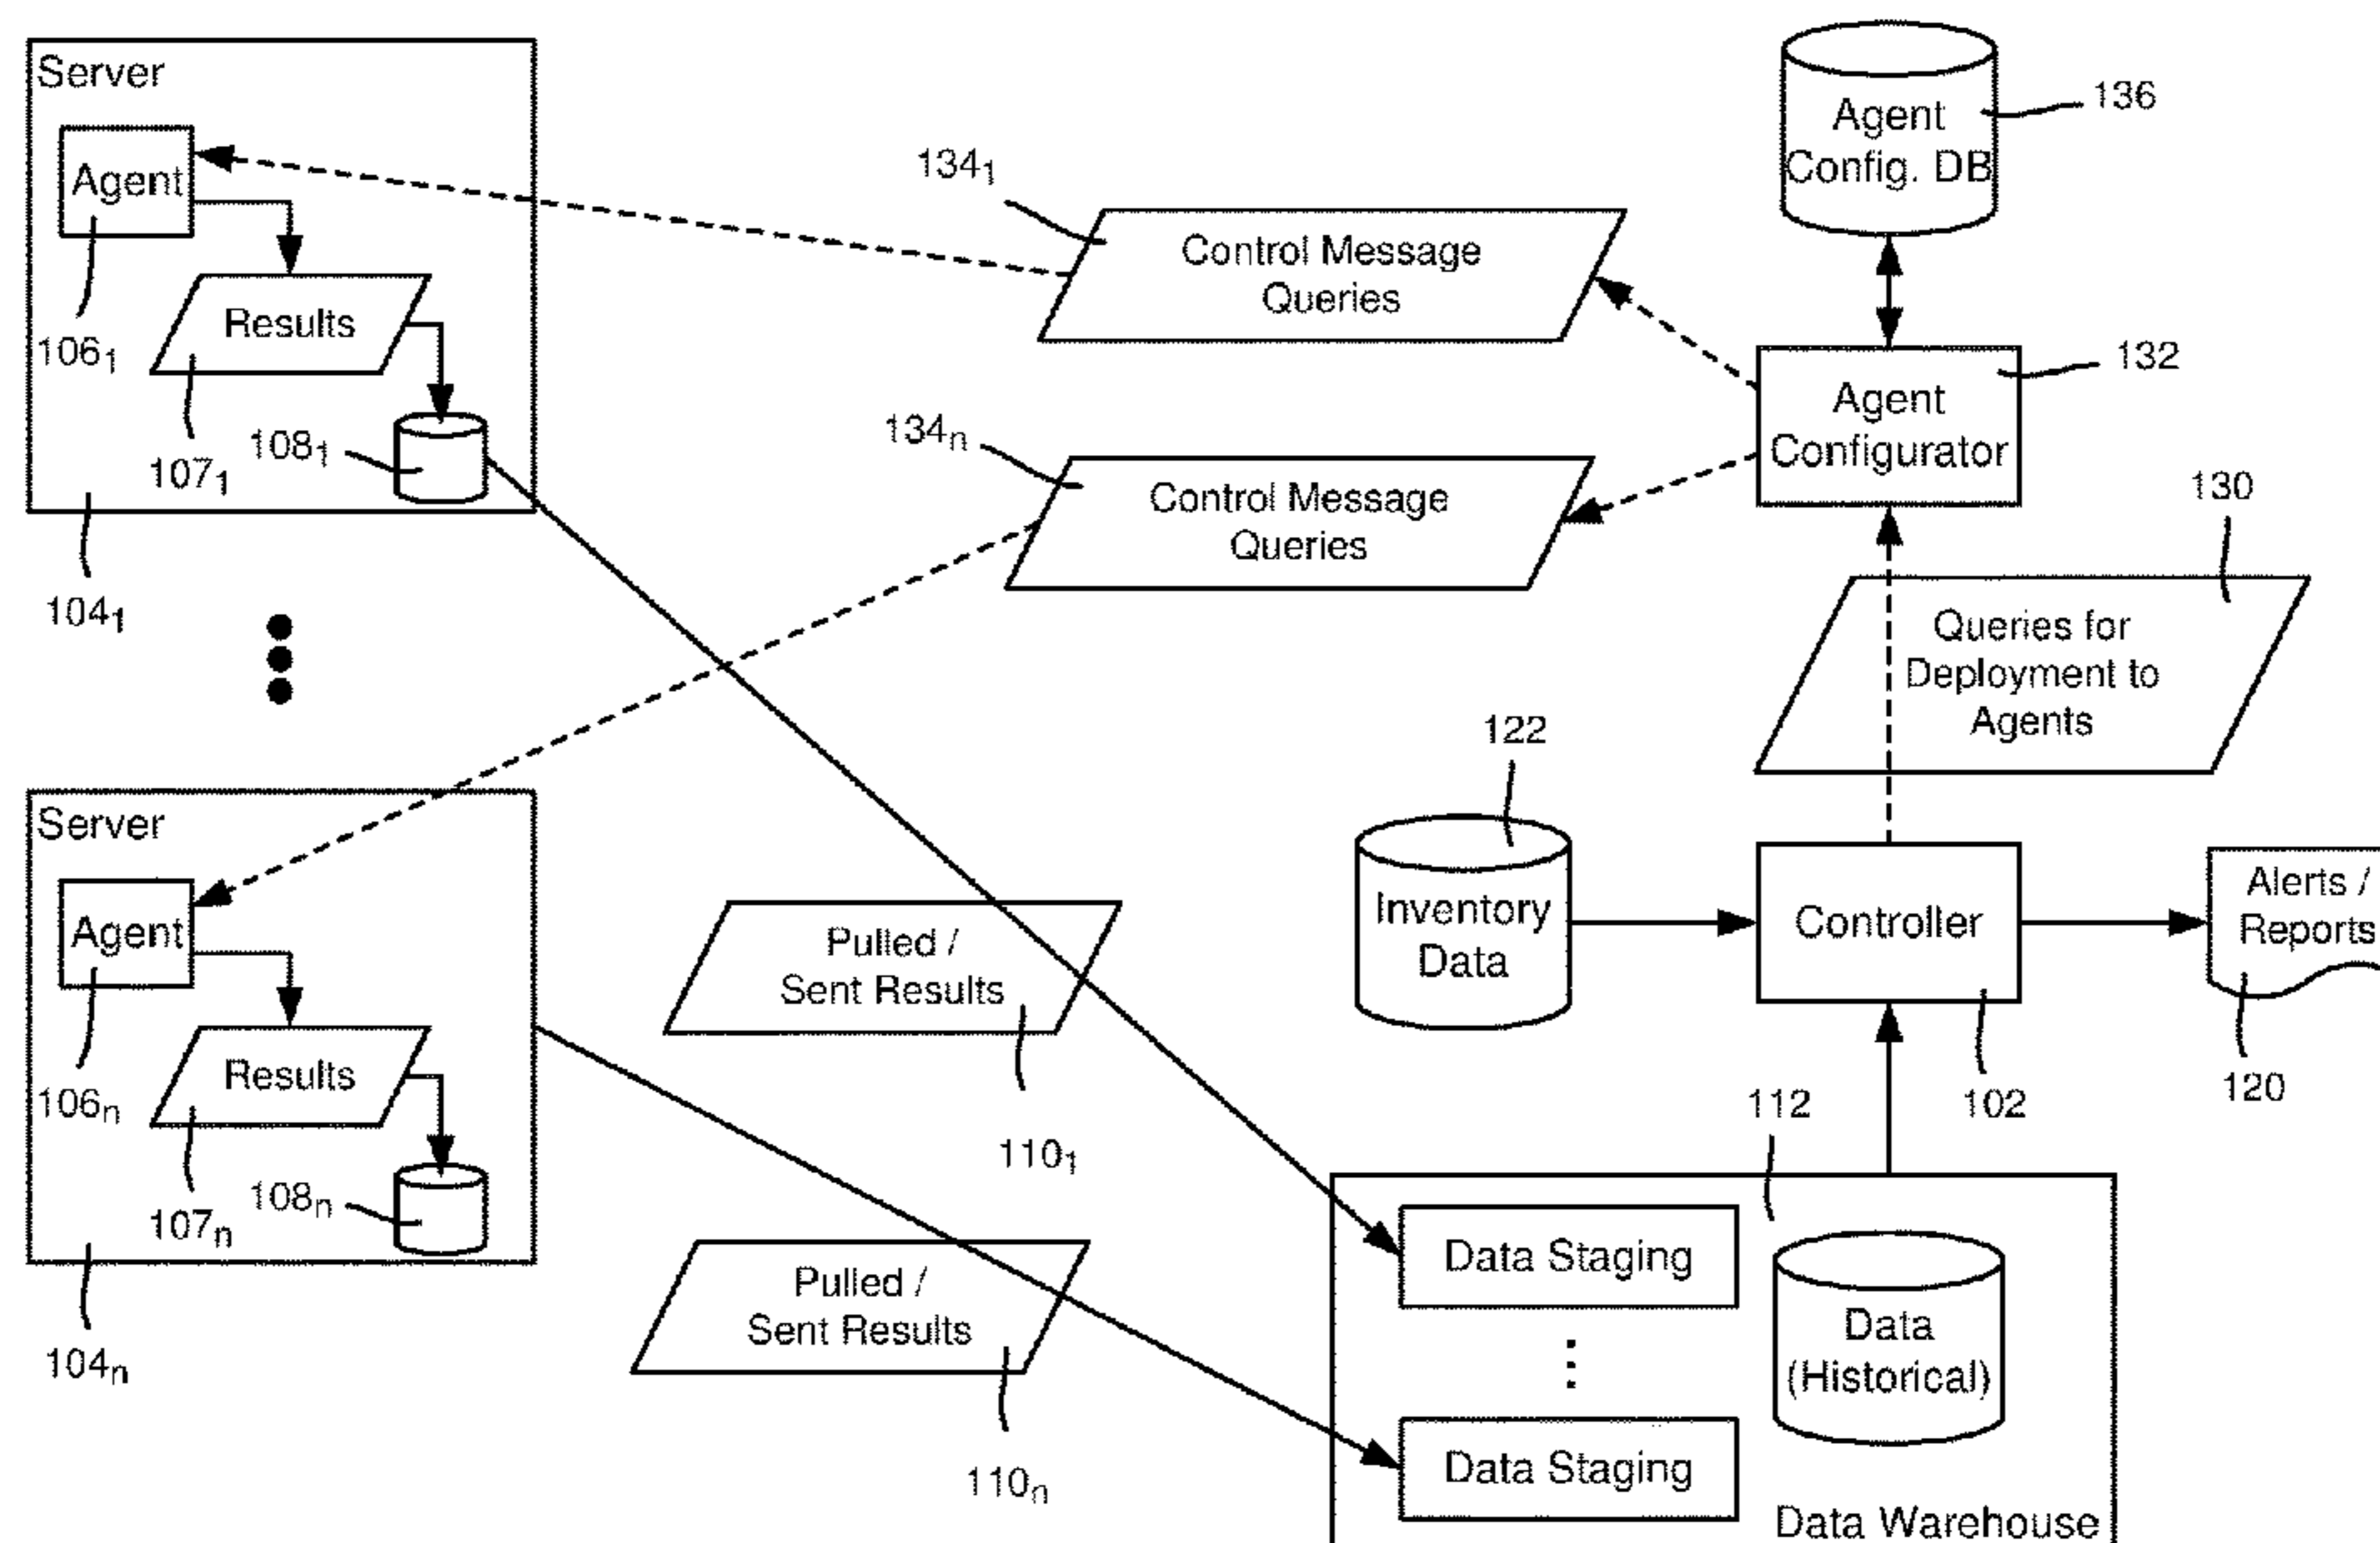 Server
Agent
Results
106₁
107₁
108₁
104₁
134₁
Control Message
Queries
134ₙ
Control Message
Queries
Agent
Config. DB
136
Agent
Configurator
132
130
Queries for
Deployment to
Agents
Server
Agent
Results
106ₙ
107ₙ
108ₙ
104ₙ
Pulled /
Sent Results
110₁
Pulled /
Sent Results
110ₙ
122
Inventory
Data
Controller
102
Alerts /
Reports
120
112
Data Staging
Data
(Historical)
Data Staging
Data Warehouse